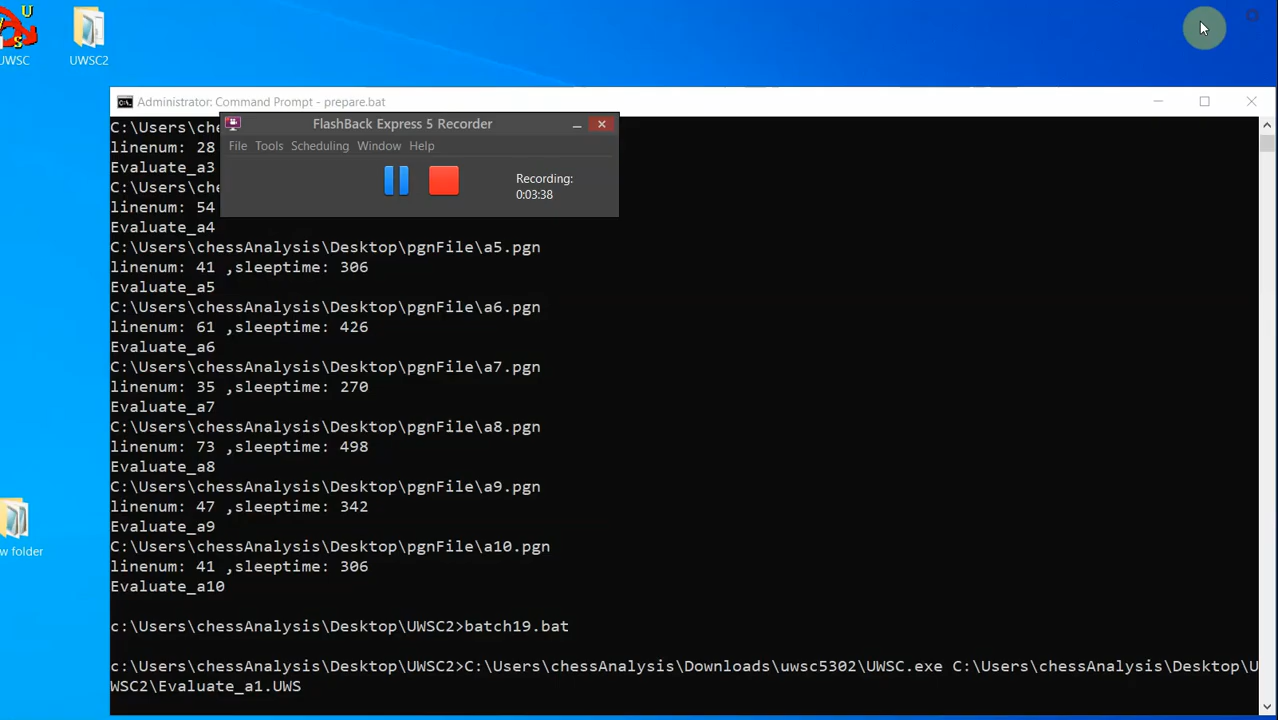 U
S
UWSC
UWSC2
Administrator: Command Prompt - prepare.bat
FlashBack Express 5 Recorder
File Tools Scheduling Window Help
Recording:
0:03:38
C:\Users\che
linenum: 28
Evaluate_a3
C:\Users\che
linenum: 54
Evaluate_a4
C:\Users\chessAnalysis\Desktop\pgnFile\a5.pgn
linenum: 41 ,sleeptime: 306
Evaluate_a5
C:\Users\chessAnalysis\Desktop\pgnFile\a6.pgn
linenum: 61 ,sleeptime: 426
Evaluate_a6
C:\Users\chessAnalysis\Desktop\pgnFile\a7.pgn
linenum: 35 ,sleeptime: 270
Evaluate_a7
C:\Users\chessAnalysis\Desktop\pgnFile\a8.pgn
linenum: 73 ,sleeptime: 498
Evaluate_a8
C:\Users\chessAnalysis\Desktop\pgnFile\a9.pgn
linenum: 47 ,sleeptime: 342
Evaluate_a9
C:\Users\chessAnalysis\Desktop\pgnFile\a10.pgn
linenum: 41 ,sleeptime: 306
Evaluate_a10
w folder
c:\Users\chessAnalysis\Desktop\UWSC2>batch19.bat
c:\Users\chessAnalysis\Desktop\UWSC2>C:\Users\chessAnalysis\Downloads\uwsc5302\UWSC.exe C:\Users\chessAnalysis\Desktop\U
WSC2\Evaluate_a1.UWS